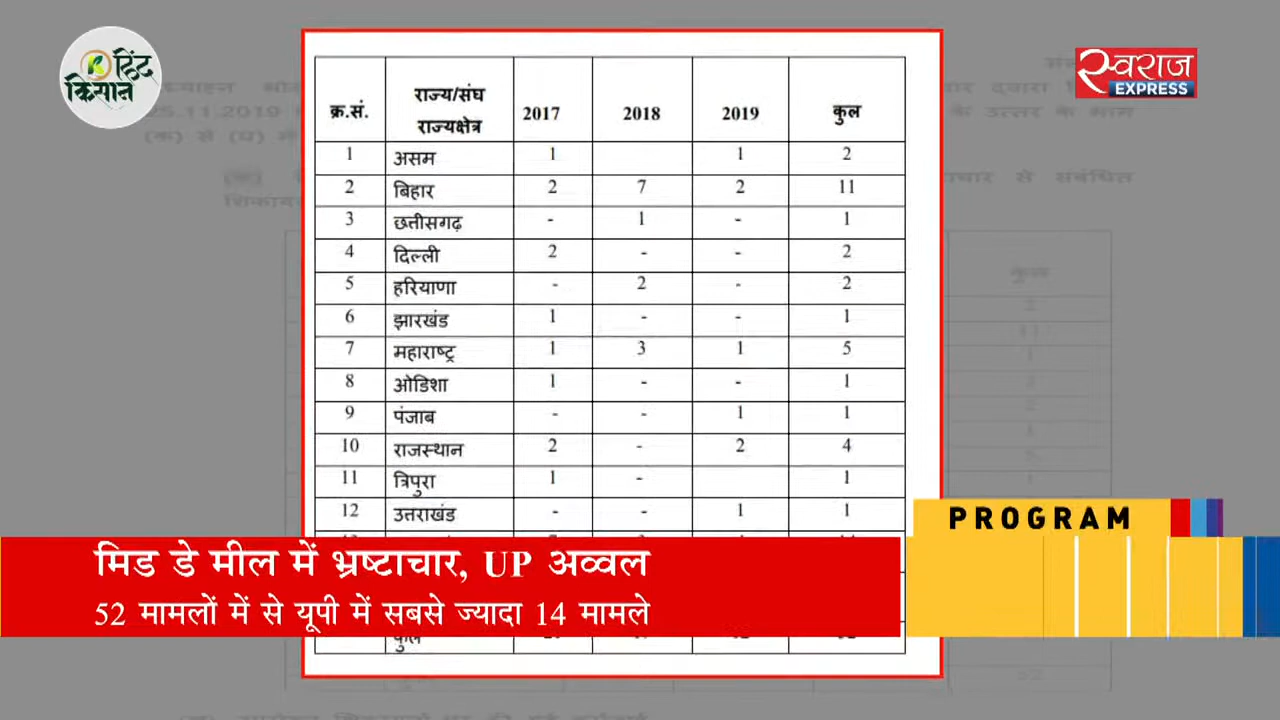 हिंद
किसान
स्वराज
EXPRESS
क्र.सं. राज्य/संघ राज्यक्षेत्र 2017 2018 2019 कुल
1 असम 1 1 2
2 बिहार 2 7 2 11
3 छत्तीसगढ़ - 1 - 1
4 दिल्ली 2 - - 2
5 हरियाणा - 2 - 2
6 झारखंड 1 - - 1
7 महाराष्ट्र 1 3 1 5
8 ओडिशा 1 - - 1
9 पंजाब - - 1 1
10 राजस्थान 2 - 2 4
11 त्रिपुरा 1 - 1
12 उत्तराखंड - - 1 1
कुल
PROGRAM
मिड डे मील में भ्रष्टाचार, UP अव्वल
52 मामलों में से यूपी में सबसे ज्यादा 14 मामले